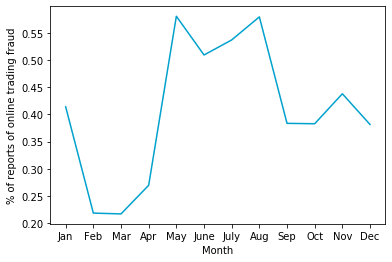 % of reports of online trading fraud
0.55
0.50
0.45
0.40
0.35
0.30
0.25
0.20
Jan Feb Mar Apr May June July Aug Sep Oct Nov Dec
Month